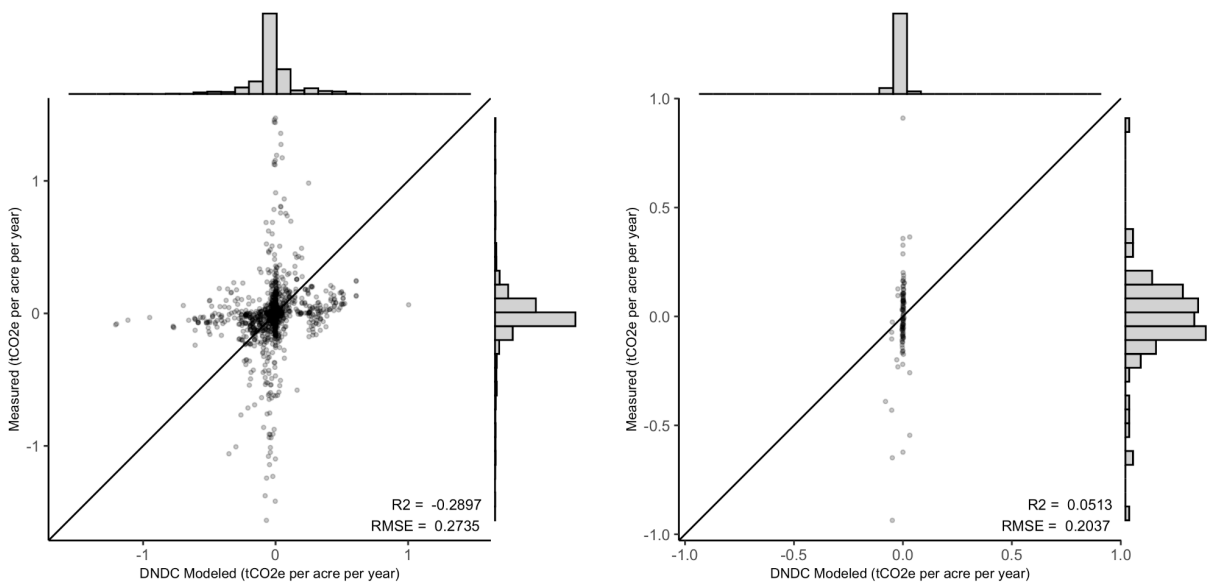 1
0
-1
Measured (tCO2e per acre per year)
R2 = -0.2897
RMSE = 0.2735
-1
0
1
DNDC Modeled (tCO2e per acre per year)
1.0
0.5
0.0
-0.5
-1.0
Measured (tCO2e per acre per year)
R2 = 0.0513
RMSE = 0.2037
-1.0
-0.5
0.0
0.5
1.0
DNDC Modeled (tCO2e per acre per year)